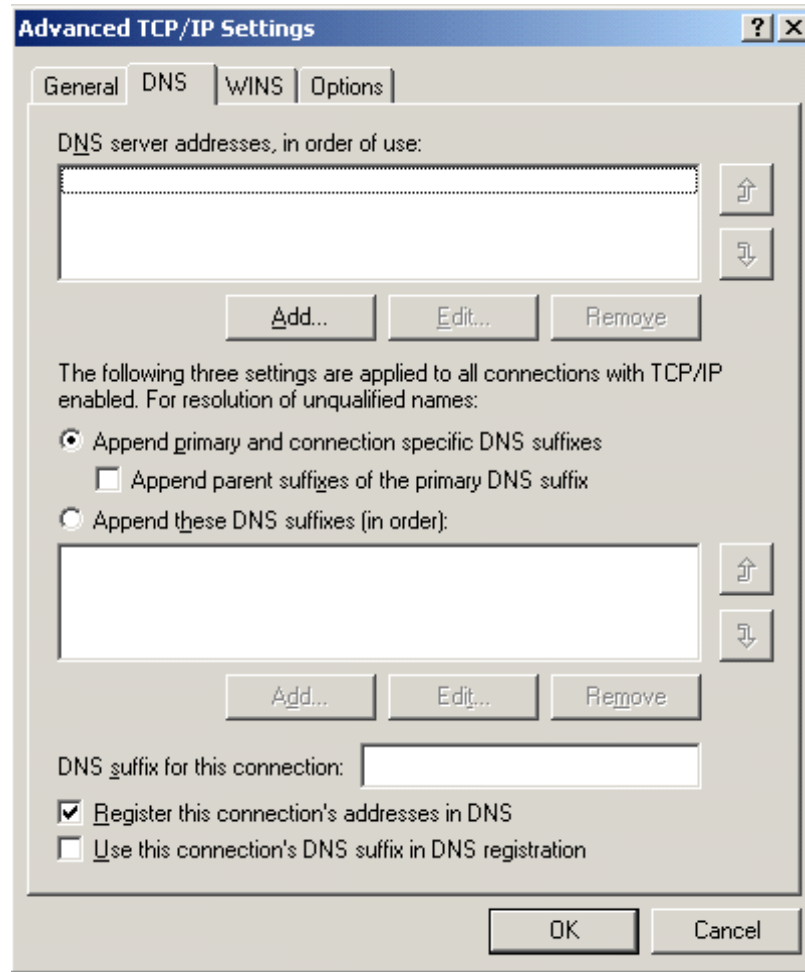 Advanced TCP/IP Settings
General DNS WINS Options
DNS server addresses, in order of use:
Add... Edit... Remove
The following three settings are applied to all connections with TCP/IP
enabled. For resolution of unqualified names:
Append primary and connection specific DNS suffixes
Append parent suffixes of the primary DNS suffix
Append these DNS suffixes (in order):
Add... Edit... Remove
DNS suffix for this connection:
Register this connection's addresses in DNS
Use this connection's DNS suffix in DNS registration
OK Cancel